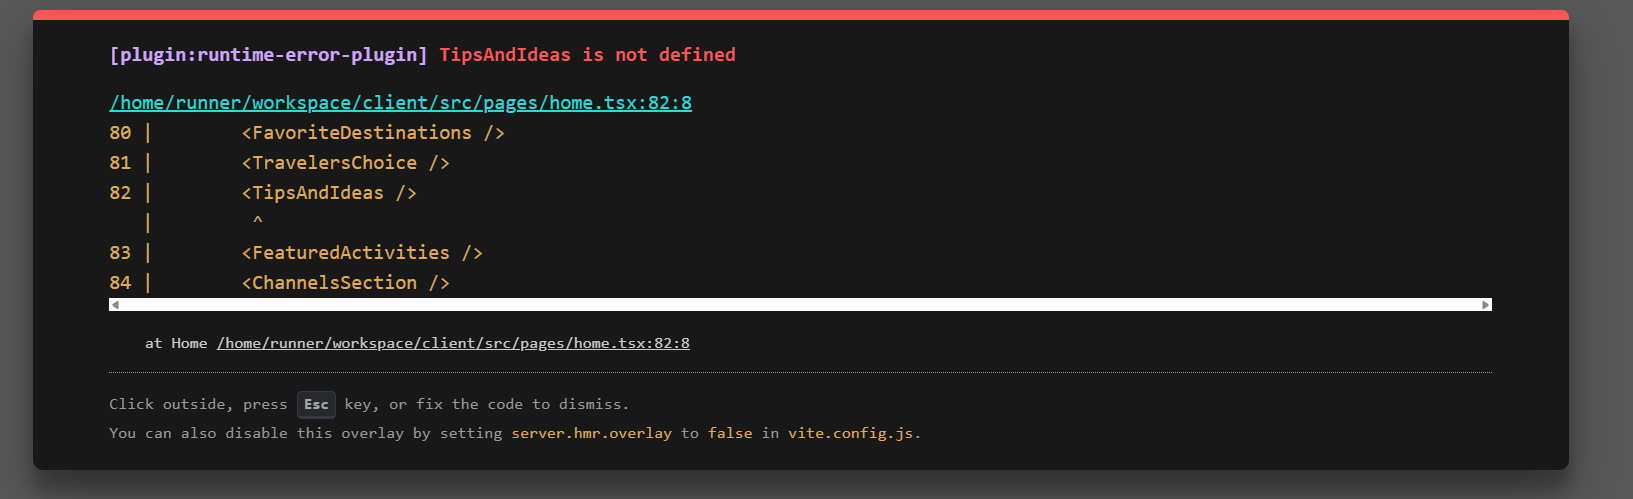 [plugin:runtime-error-plugin] TipsAndIdeas is not defined
/home/runner/workspace/client/src/pages/home.tsx:82:8
80 |        <FavoriteDestinations />
81 |        <TravelersChoice />
82 |        <TipsAndIdeas />
   |         ^
83 |        <FeaturedActivities />
84 |        <ChannelsSection />
at Home /home/runner/workspace/client/src/pages/home.tsx:82:8
Click outside, press Esc key, or fix the code to dismiss.
You can also disable this overlay by setting server.hmr.overlay to false in vite.config.js.